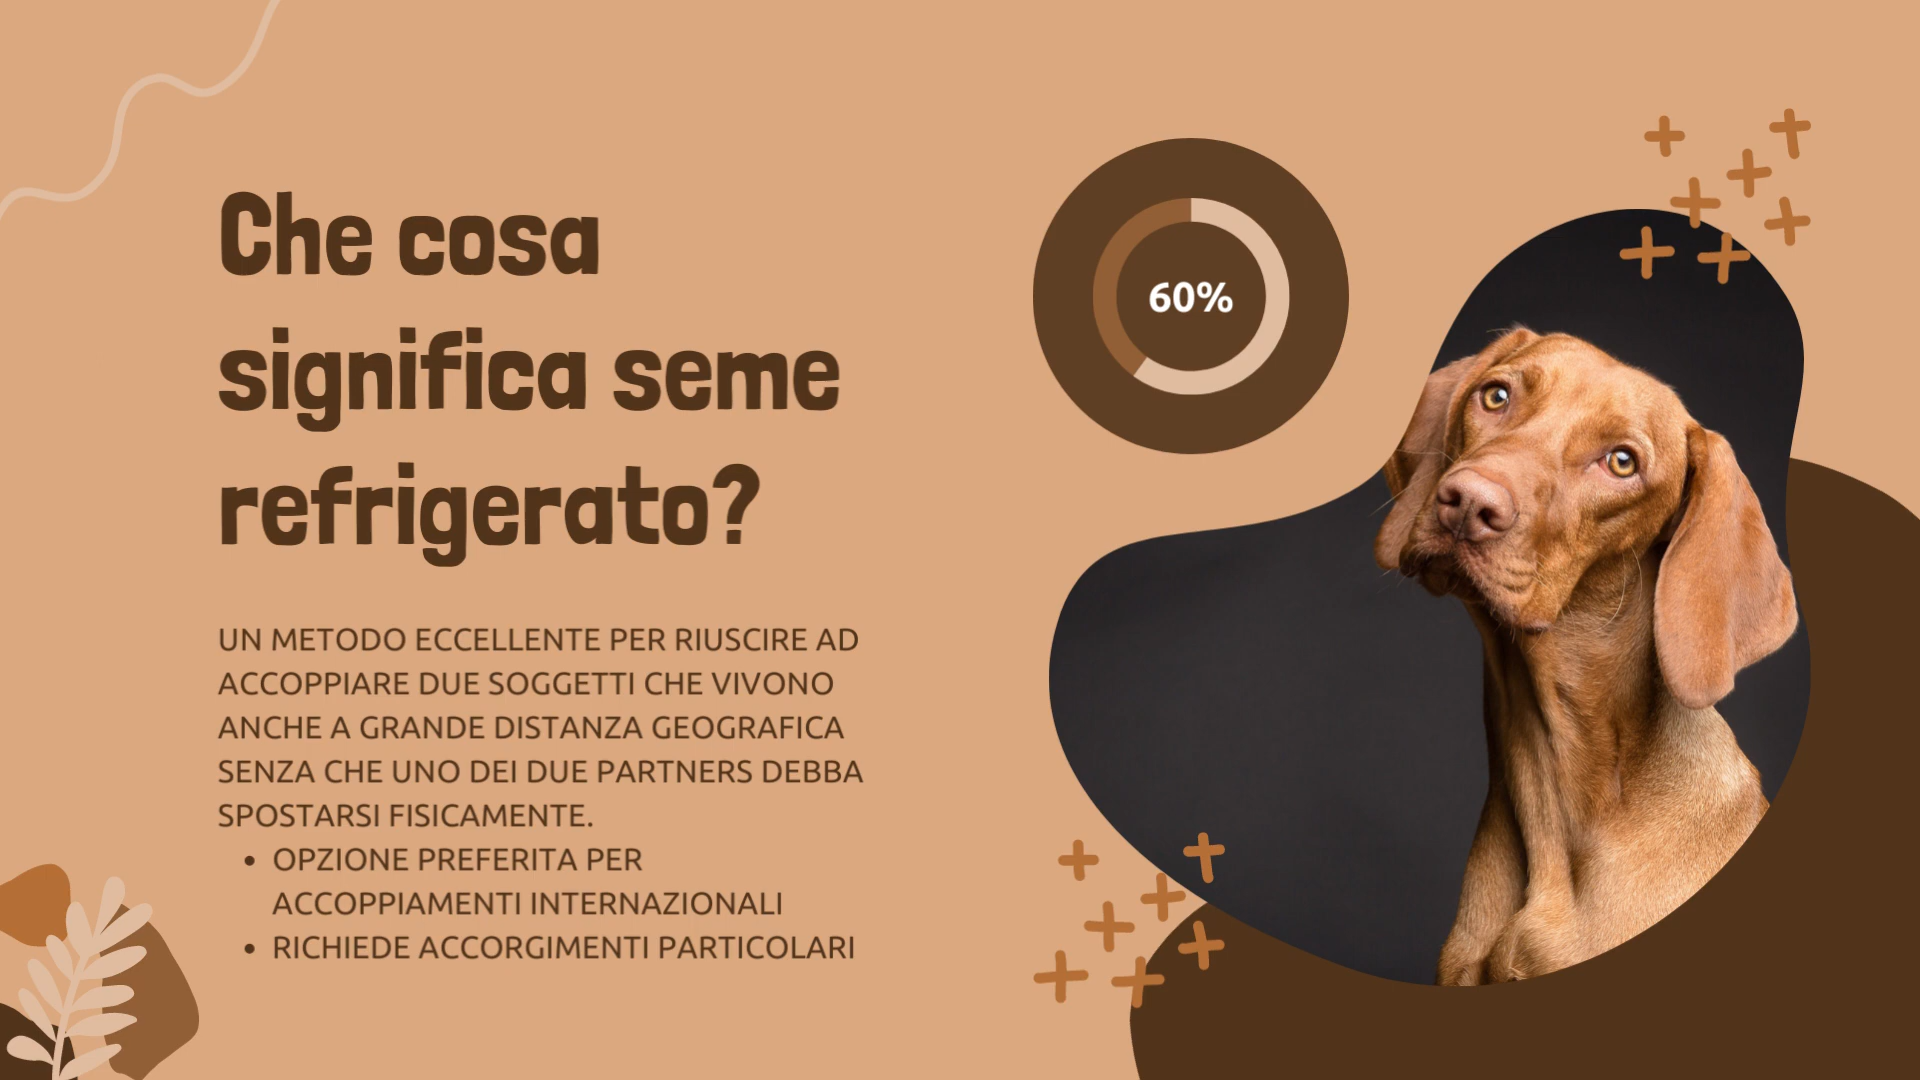 Che cosa
significa seme
refrigerato?
UN METODO ECCELLENTE PER RIUSCIRE AD
ACCOPPIARE DUE SOGGETTI CHE VIVONO
ANCHE A GRANDE DISTANZA GEOGRAFICA
SENZA CHE UNO DEI DUE PARTNERS DEBBA
SPOSTARSI FISICAMENTE.
• OPZIONE PREFERITA PER
ACCOPPIAMENTI INTERNAZIONALI
• RICHIEDE ACCORGIMENTI PARTICOLARI
60%